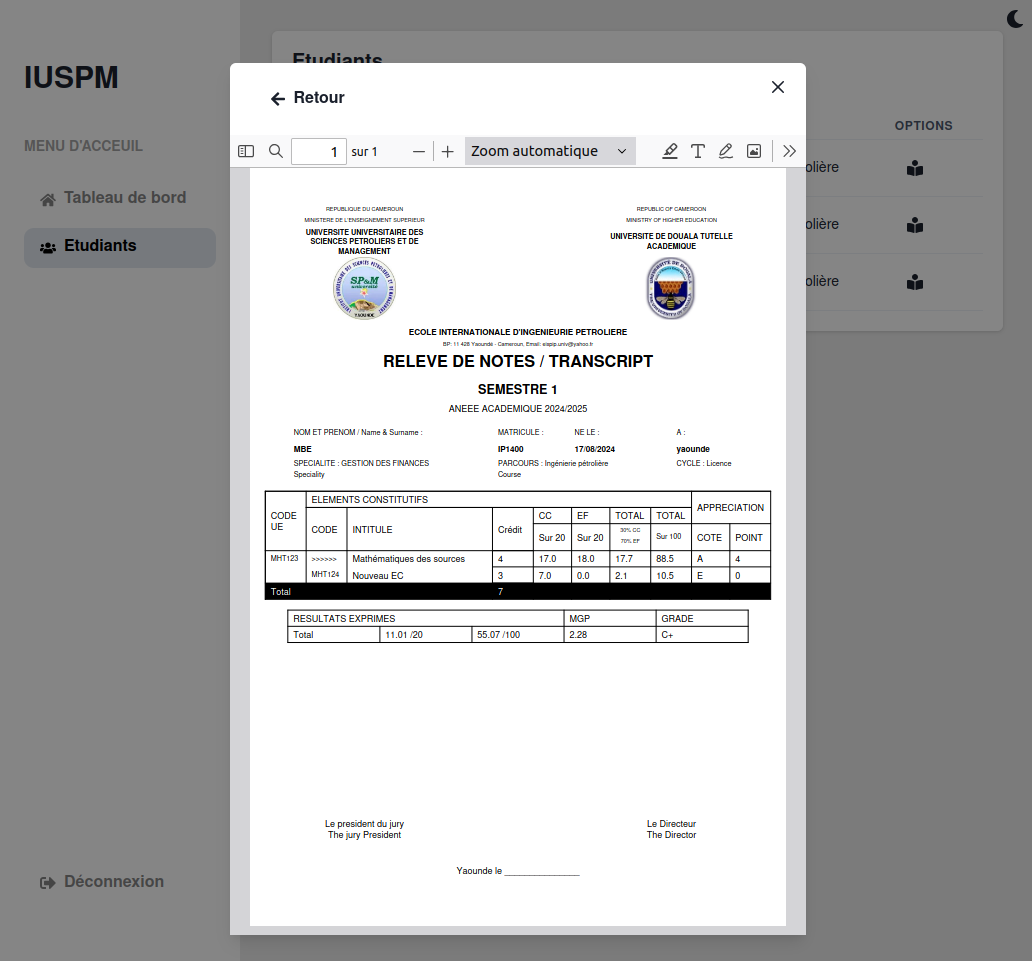 IUSPM
MENU D'ACCEUIL
Tableau de bord
Etudiants
Déconnexion
Etudiants
OPTIONS
olière
olière
olière
Retour
1 sur 1
Zoom automatique
REPUBLIQUE DU CAMEROUN
MINISTERE DE L'ENSEIGNEMENT SUPERIEUR
UNIVERSITE UNIVERSITAIRE DES
SCIENCES PETROLIERS ET DE
MANAGEMENT
SP&M
université
YAOUNDE
REPUBLIC OF CAMEROON
MINISTRY OF HIGHER EDUCATION
UNIVERSITE DE DOUALA TUTELLE
ACADEMIQUE
ECOLE INTERNATIONALE D'INGENIEURIE PETROLIERE
BP: 11 428 Yaoundé - Cameroun, Email: eispip.univ@yahoo.fr
RELEVE DE NOTES / TRANSCRIPT
SEMESTRE 1
ANEEE ACADEMIQUE 2024/2025
NOM ET PRENOM / Name & Surname : MATRICULE : NE LE : A :
MBE IP1400 17/08/2024 yaounde
SPECIALITE : GESTION DES FINANCES PARCOURS : Ingénierie pétrolière CYCLE : Licence
Speciality Course
CODE UE ELEMENTS CONSTITUTIFS APPRECIATION
CODE INTITULE Crédit CC EF TOTAL TOTAL
Sur 20 Sur 20 30% CC 70% EF Sur 100 COTE POINT
MHT123 >>>>>> Mathématiques des sources 4 17.0 18.0 17.7 88.5 A 4
MHT124 Nouveau EC 3 7.0 0.0 2.1 10.5 E 0
Total 7
RESULTATS EXPRIMES MGP GRADE
Total 11.01 /20 55.07 /100 2.28 C+
Le president du jury Le Directeur
The jury President The Director
Yaounde le _______________